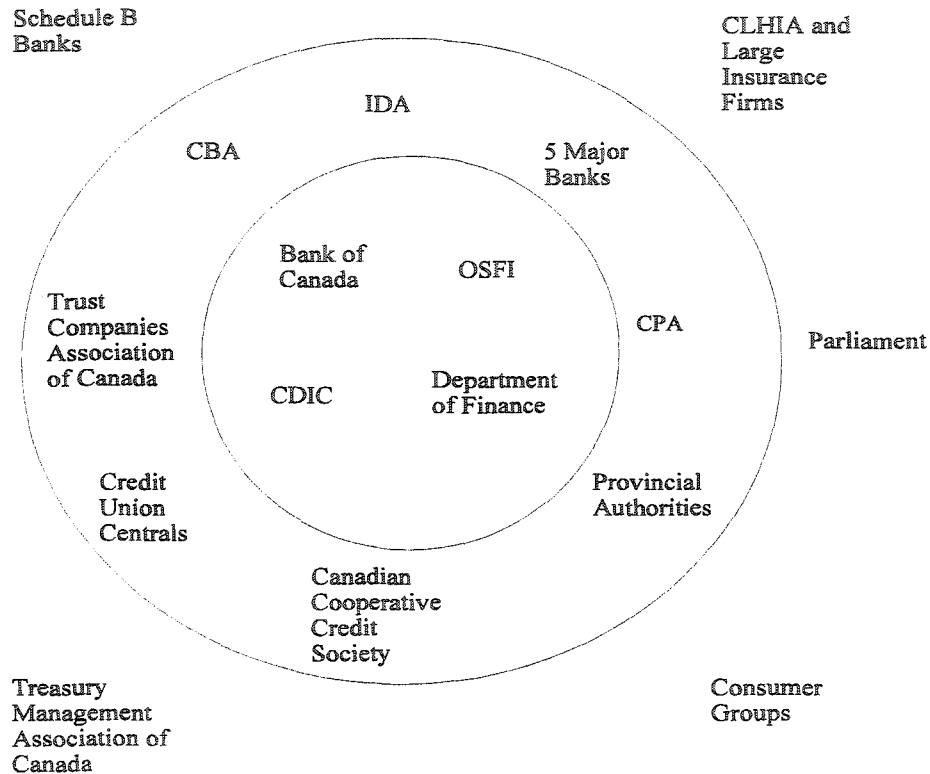 Schedule B
Banks
CLHIA and
Large
Insurance
Firms
IDA
CBA
5 Major
Banks
Bank of
Canada
OSFI
Trust
Companies
Association
of Canada
CPA
Parliament
CDIC
Department
of Finance
Credit
Union
Centrals
Provincial
Authorities
Canadian
Cooperative
Credit
Society
Treasury
Management
Association of
Canada
Consumer
Groups